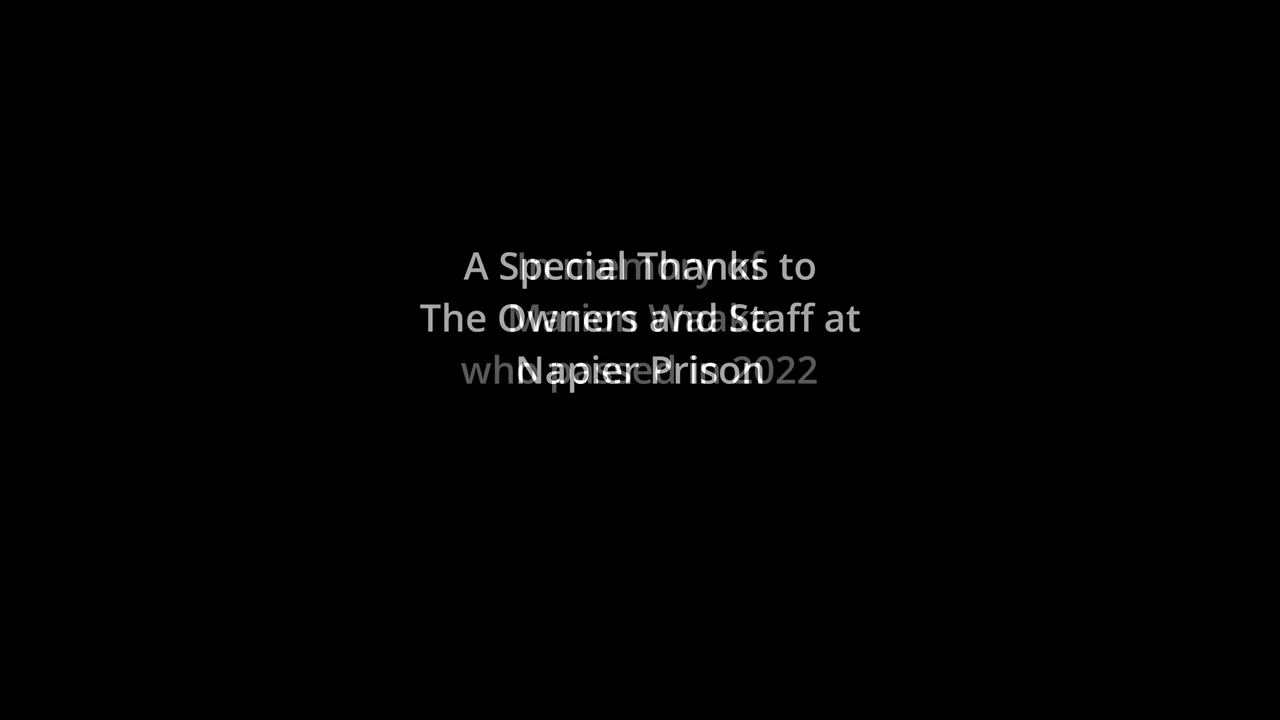 A Special Thanks to
The Owners and Staff at
Napier Prison
In memory of
who passed in 2022